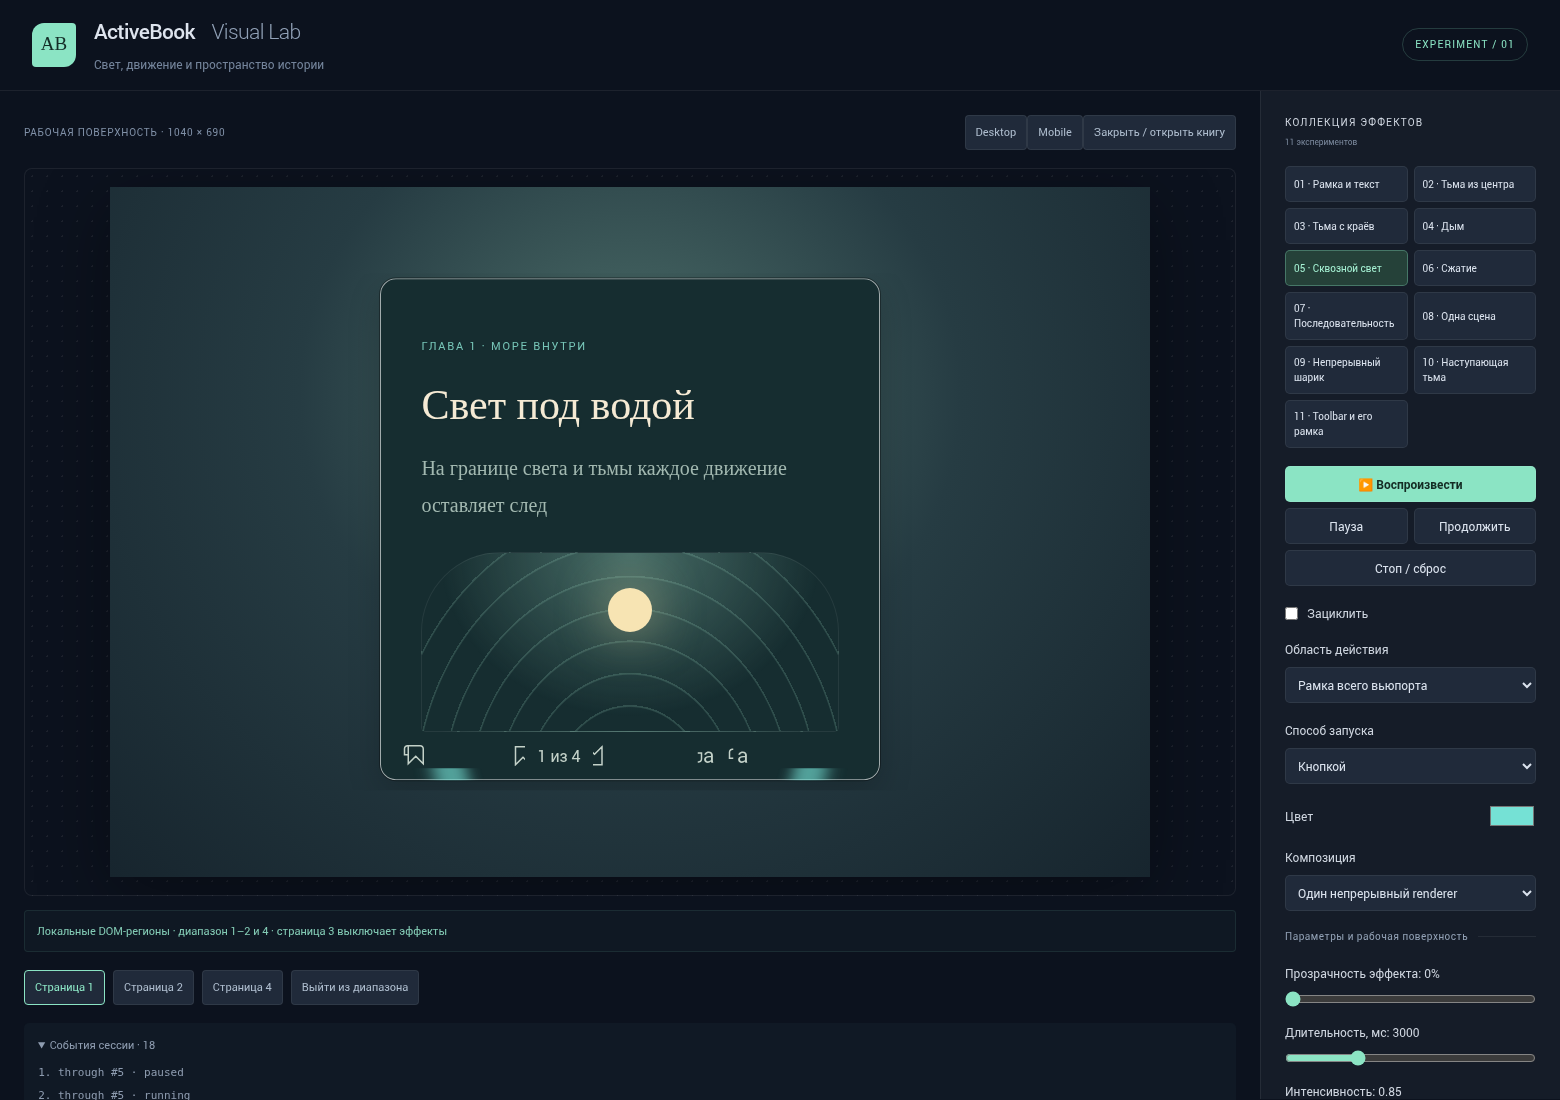 AB
ActiveBook Visual Lab
Свет, движение и пространство истории
EXPERIMENT / 01
РАБОЧАЯ ПОВЕРХНОСТЬ · 1040 × 690
Desktop
Mobile
Закрыть / открыть книгу
ГЛАВА 1 · МОРЕ ВНУТРИ
Свет под водой
На границе света и тьмы каждое движение
оставляет след
1 из 4
Локальные DOM-регионы · диапазон 1–2 и 4 · страница 3 выключает эффекты
Страница 1
Страница 2
Страница 4
Выйти из диапазона
▼ События сессии · 18
1. through #5 · paused
2. through #5 · running
КОЛЛЕКЦИЯ ЭФФЕКТОВ
11 экспериментов
01 · Рамка и текст
02 · Тьма из центра
03 · Тьма с краёв
04 · Дым
05 · Сквозной свет
06 · Сжатие
07 ·
Последовательность
08 · Одна сцена
09 · Непрерывный
шарик
10 · Наступающая
тьма
11 · Toolbar и его
рамка
▶ Воспроизвести
Пауза
Продолжить
Стоп / сброс
Зациклить
Область действия
Рамка всего вьюпорта
Способ запуска
Кнопкой
Цвет
Композиция
Один непрерывный renderer
Параметры и рабочая поверхность
Прозрачность эффекта: 0%
Длительность, мс: 3000
Интенсивность: 0.85